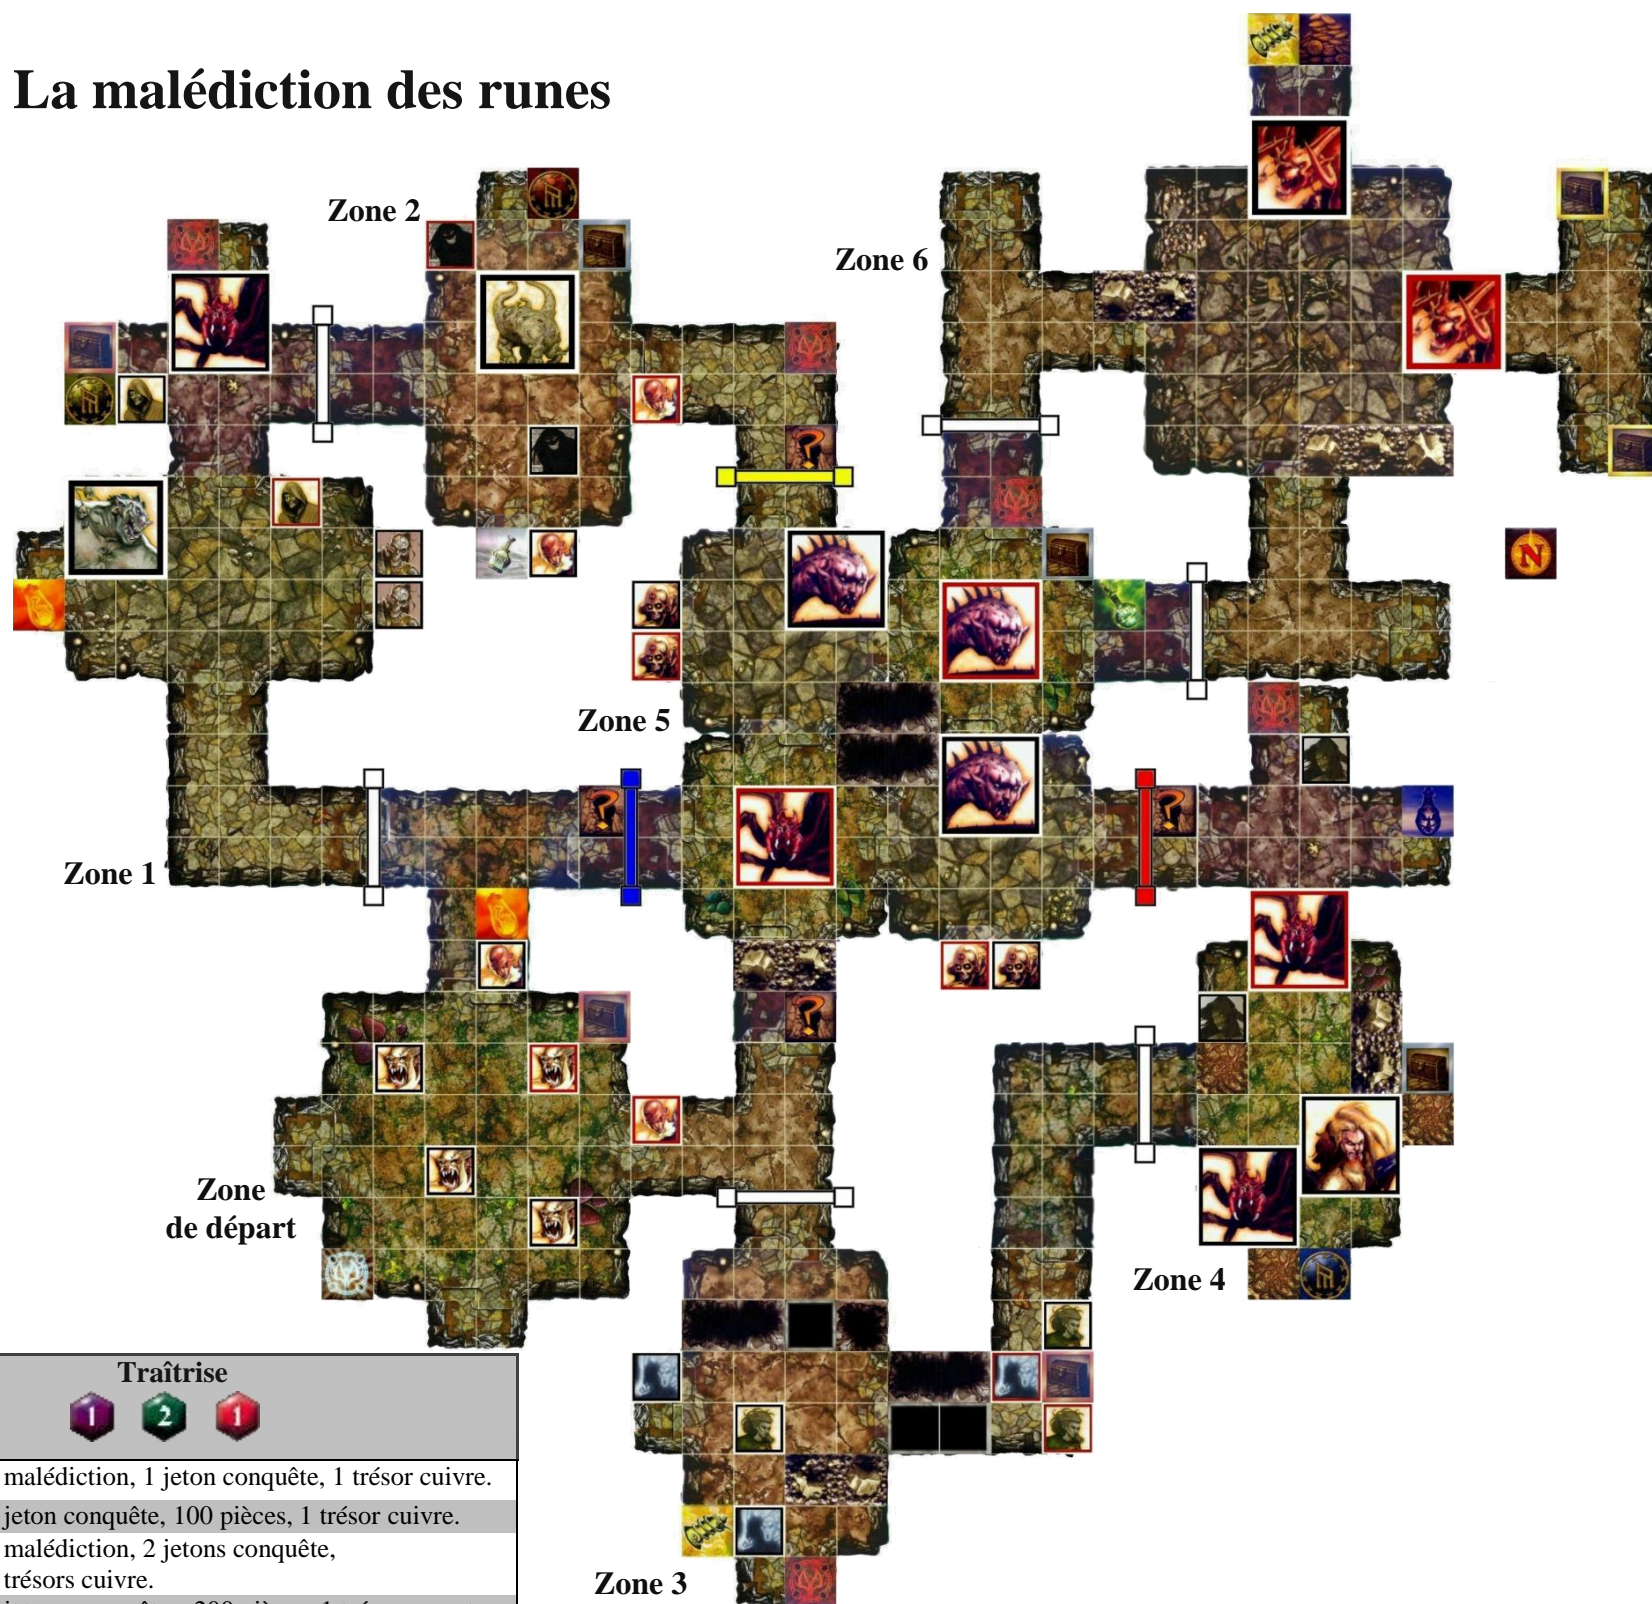 La malédiction des runes
Zone 2
Zone 6
N
Zone 5
Zone 1
Zone
de départ
Zone 4
Traîtrise
1 2 1
malédiction, 1 jeton conquête, 1 trésor cuivre.
jeton conquête, 100 pièces, 1 trésor cuivre.
malédiction, 2 jetons conquête,
trésors cuivre.
Zone 3